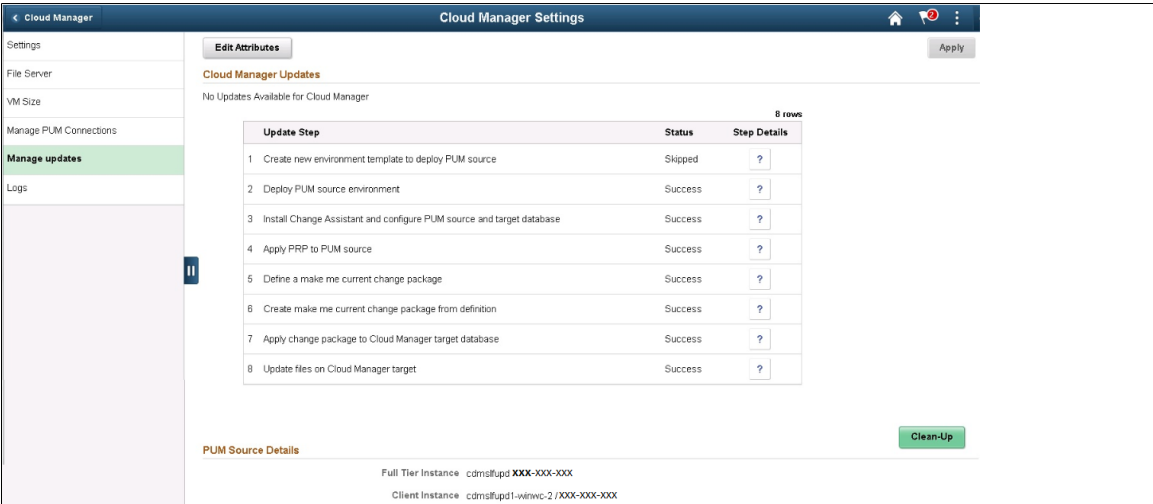 Cloud Manager
Cloud Manager Settings
2
Settings
File Server
VM Size
Manage PUM Connections
Manage updates
Logs
Edit Attributes
Apply
Cloud Manager Updates
No Updates Available for Cloud Manager
8 rows
Update Step Status Step Details
1 Create new environment template to deploy PUM source Skipped ?
2 Deploy PUM source environment Success ?
3 Install Change Assistant and configure PUM source and target database Success ?
4 Apply PRP to PUM source Success ?
5 Define a make me current change package Success ?
6 Create make me current change package from definition Success ?
7 Apply change package to Cloud Manager target database Success ?
8 Update files on Cloud Manager target Success ?
Clean-Up
PUM Source Details
Full Tier Instance cdmslfupd XXX-XXX-XXX
Client Instance cdmslfupd1-winwc-2 /XXX-XXX-XXX